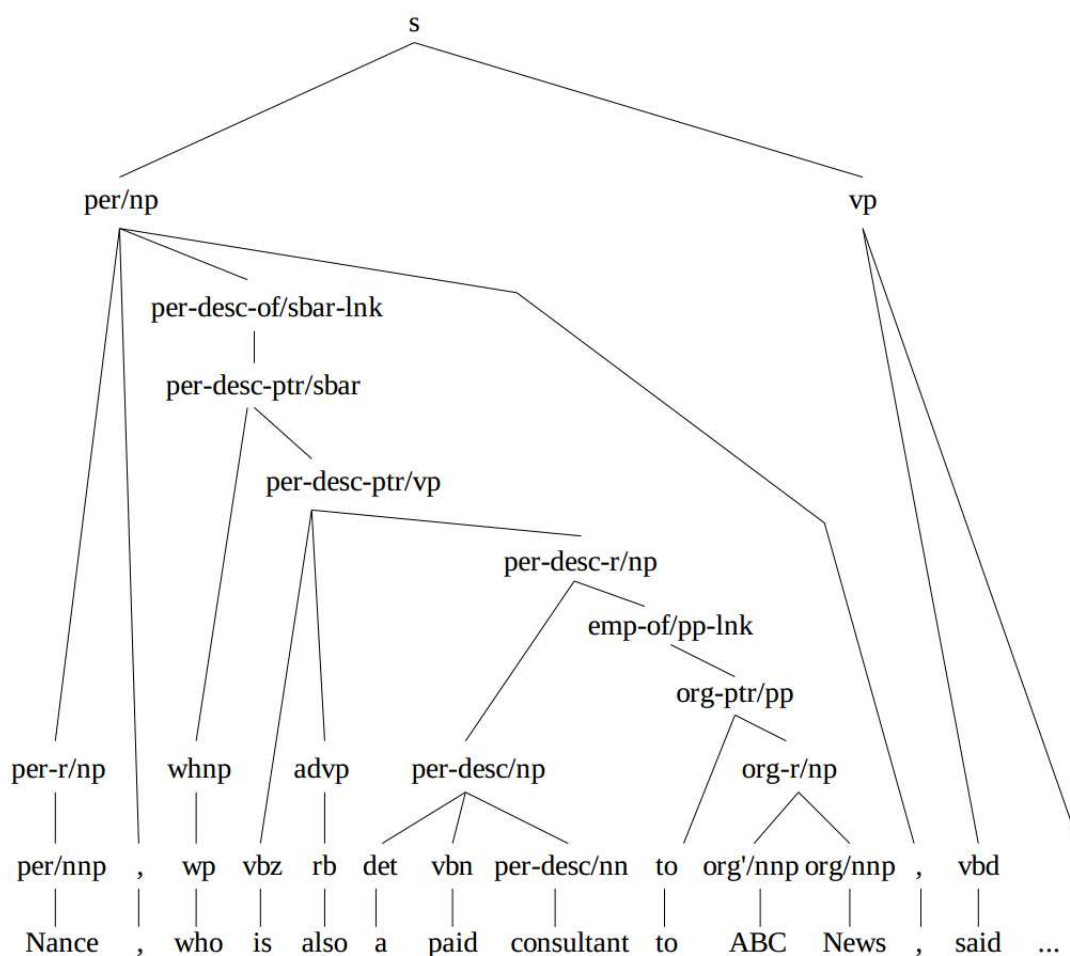 s
per/np vp
per-desc-of/sbar-lnk
per-desc-ptr/sbar
per-desc-ptr/vp
per-desc-r/np
emp-of/pp-lnk
org-ptr/pp
per-r/np whnp advp per-desc/np org-r/np
per/nnp , wp vbz rb det vbn per-desc/nn to org'/nnp org/nnp , vbd
Nance , who is also a paid consultant to ABC News , said ...